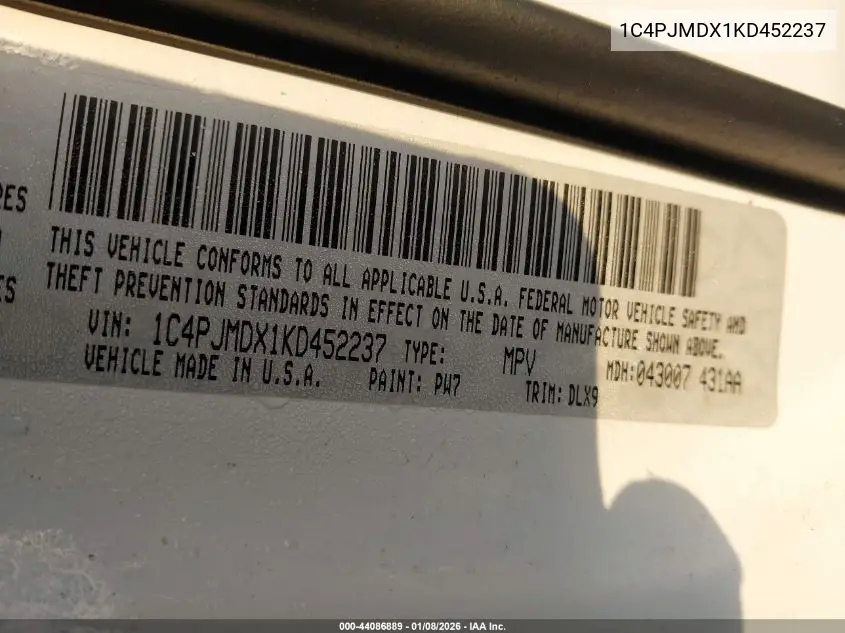 1C4PJMDX1KD452237
RES
ES
THIS VEHICLE CONFORMS TO ALL APPLICABLE U.S.A. FEDERAL MOTOR VEHICLE SAFETY AND
THEFT PREVENTION STANDARDS IN EFFECT ON THE DATE OF MANUFACTURE SHOWN ABOVE.
VIN: 1C4PJMDX1KD452237 TYPE: MPV MDH:043007 431AA
VEHICLE MADE IN U.S.A. PAINT: PW7 TRIM: DLX9
000-44086889 - 01/08/2026 - IAA Inc.